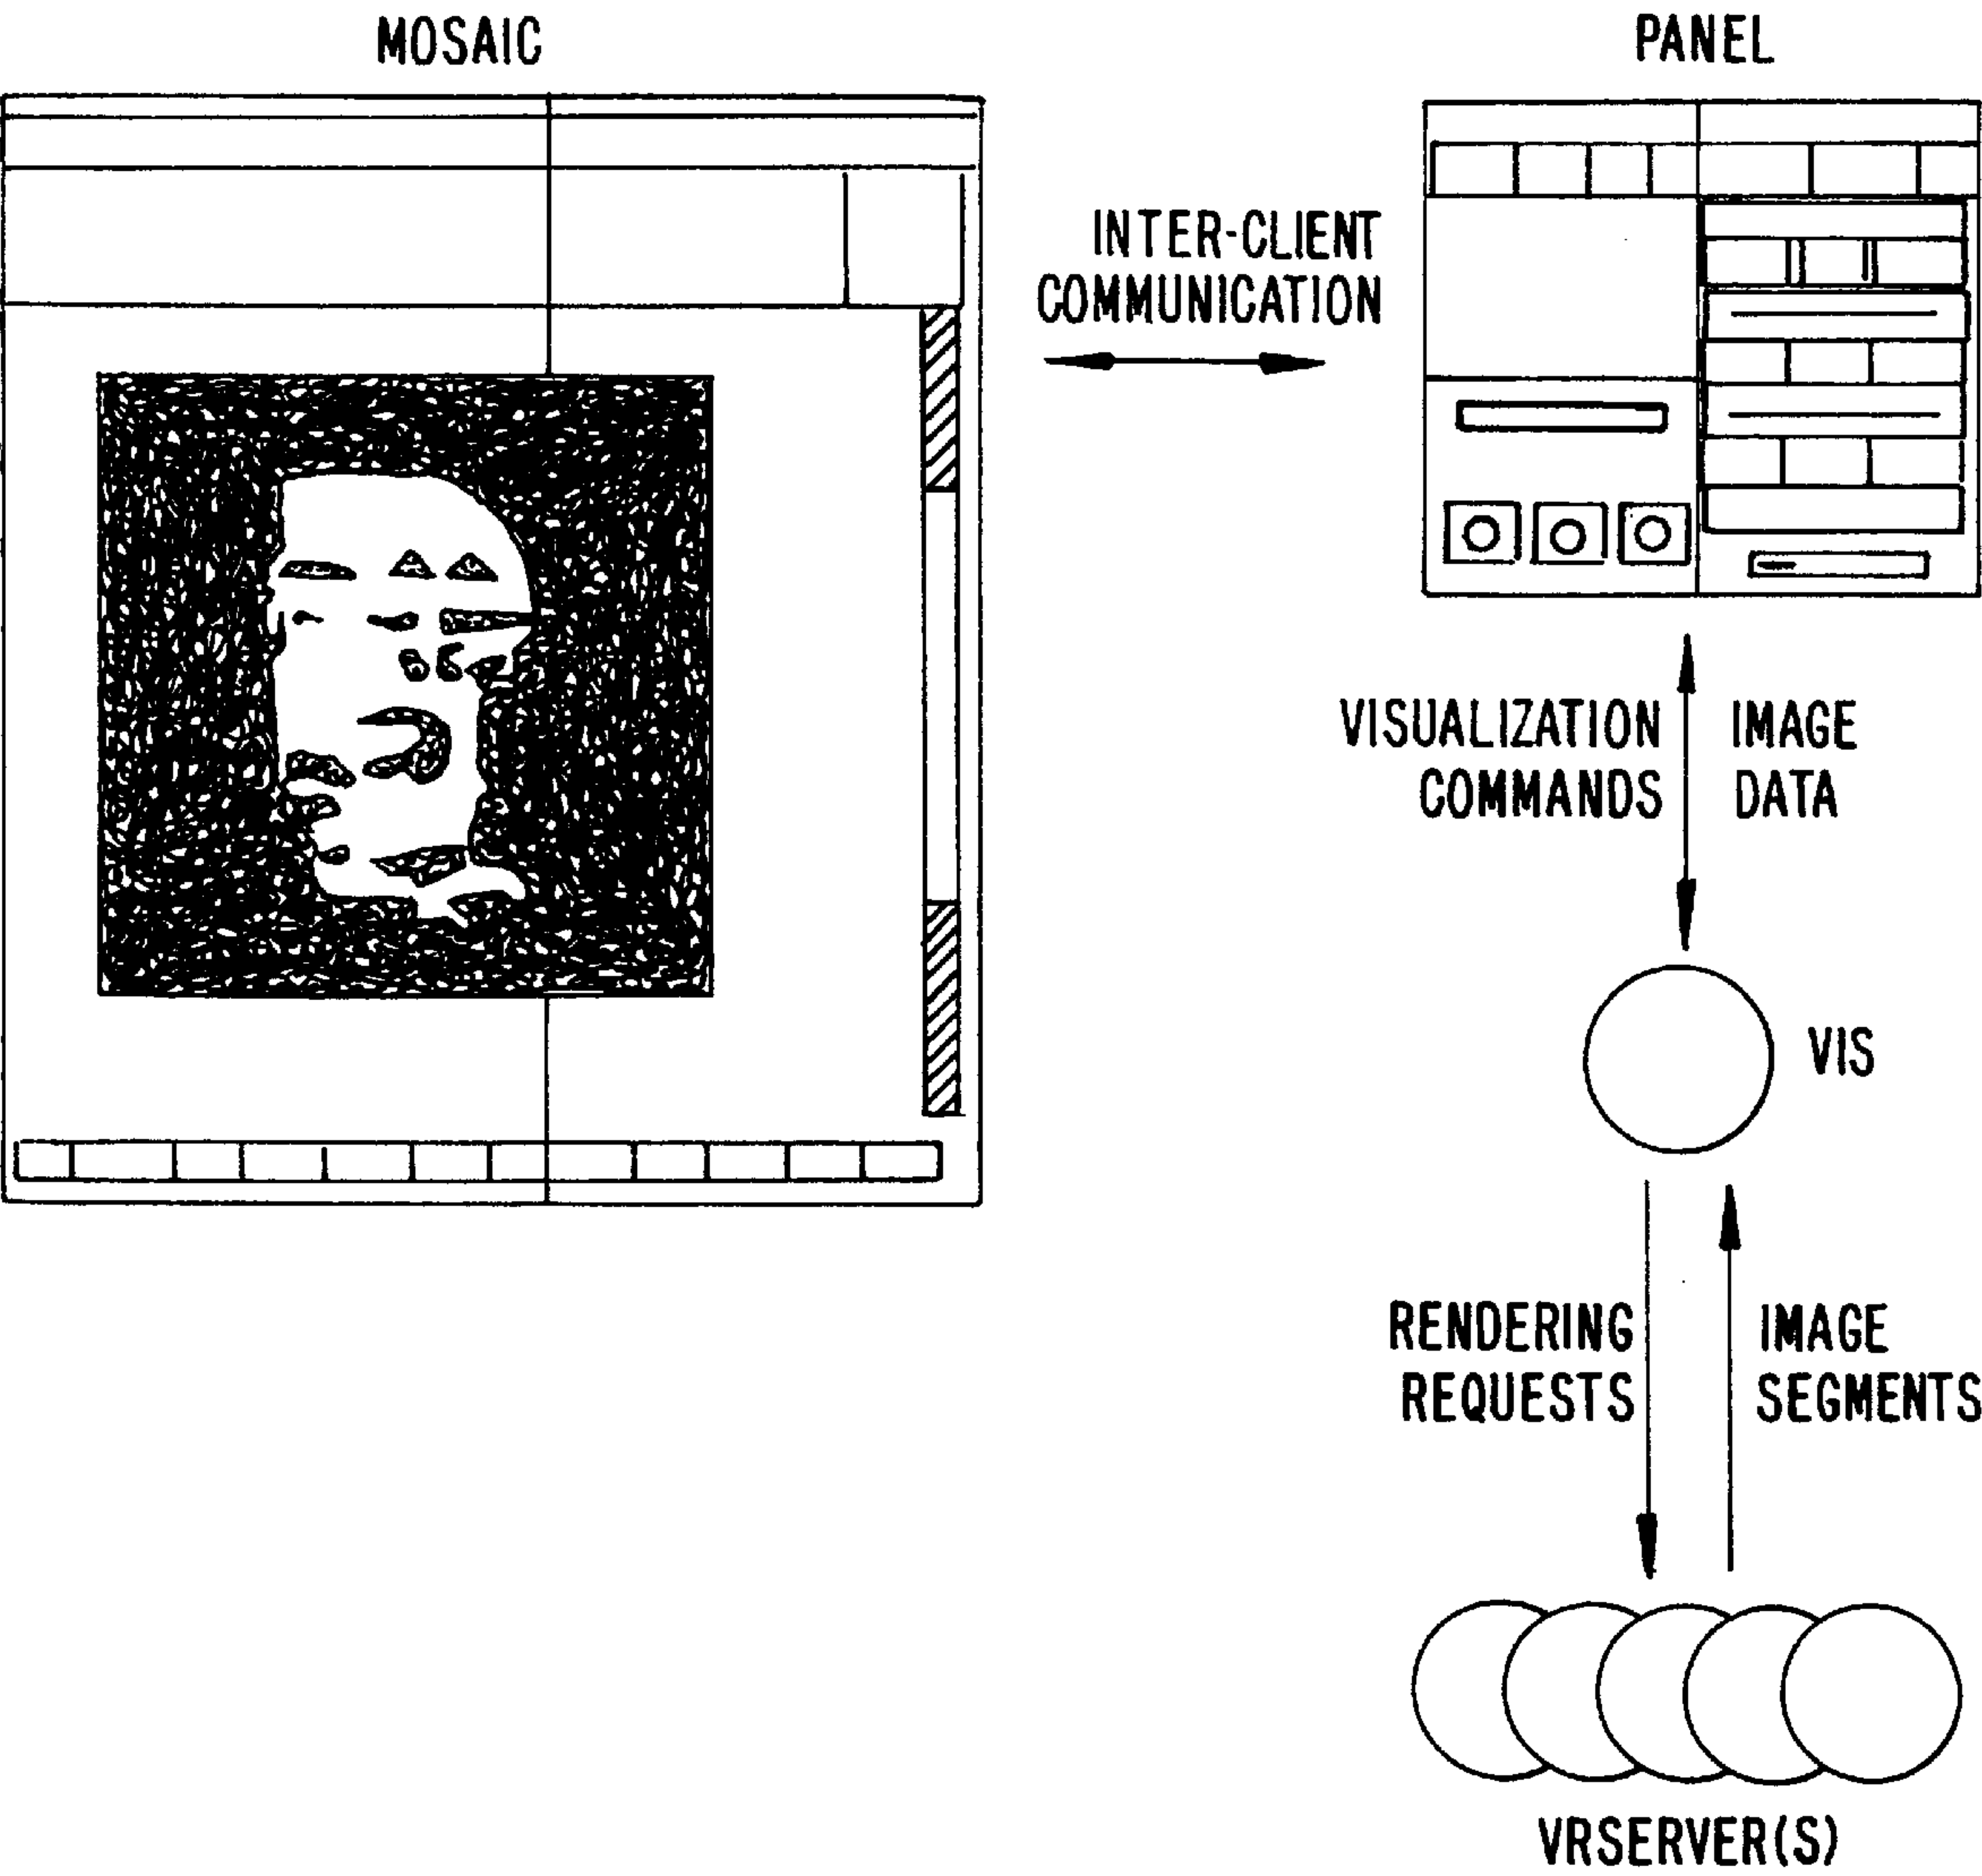 MOSAIC
PANEL
INTER-CLIENT
COMMUNICATION
VISUALIZATION
COMMANDS
IMAGE
DATA
VIS
RENDERING
REQUESTS
IMAGE
SEGMENTS
VRSERVER(S)